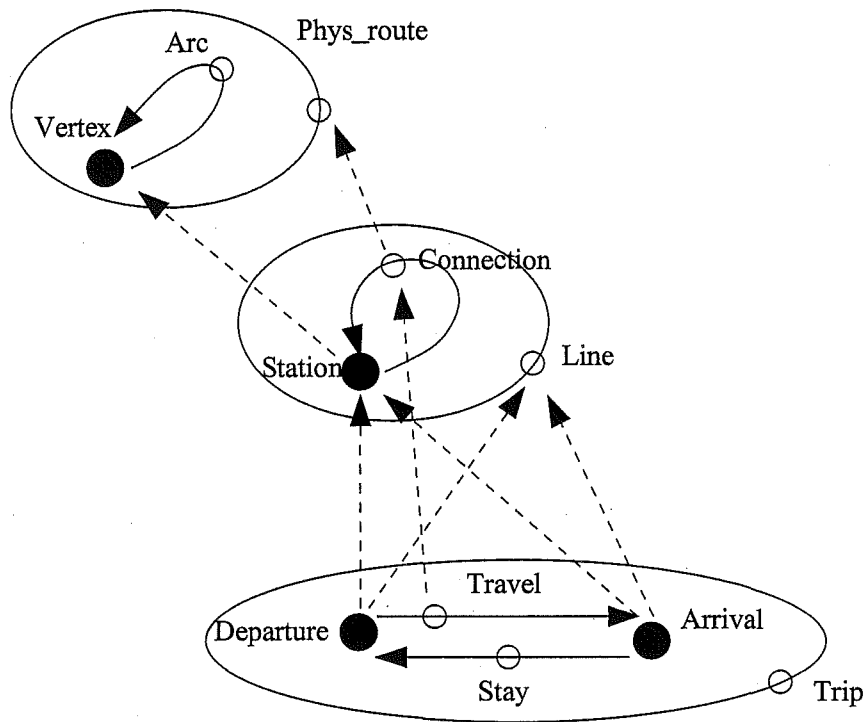 Phys_route
Arc
Vertex
Connection
Station
Line
Travel
Departure
Arrival
Stay
Trip